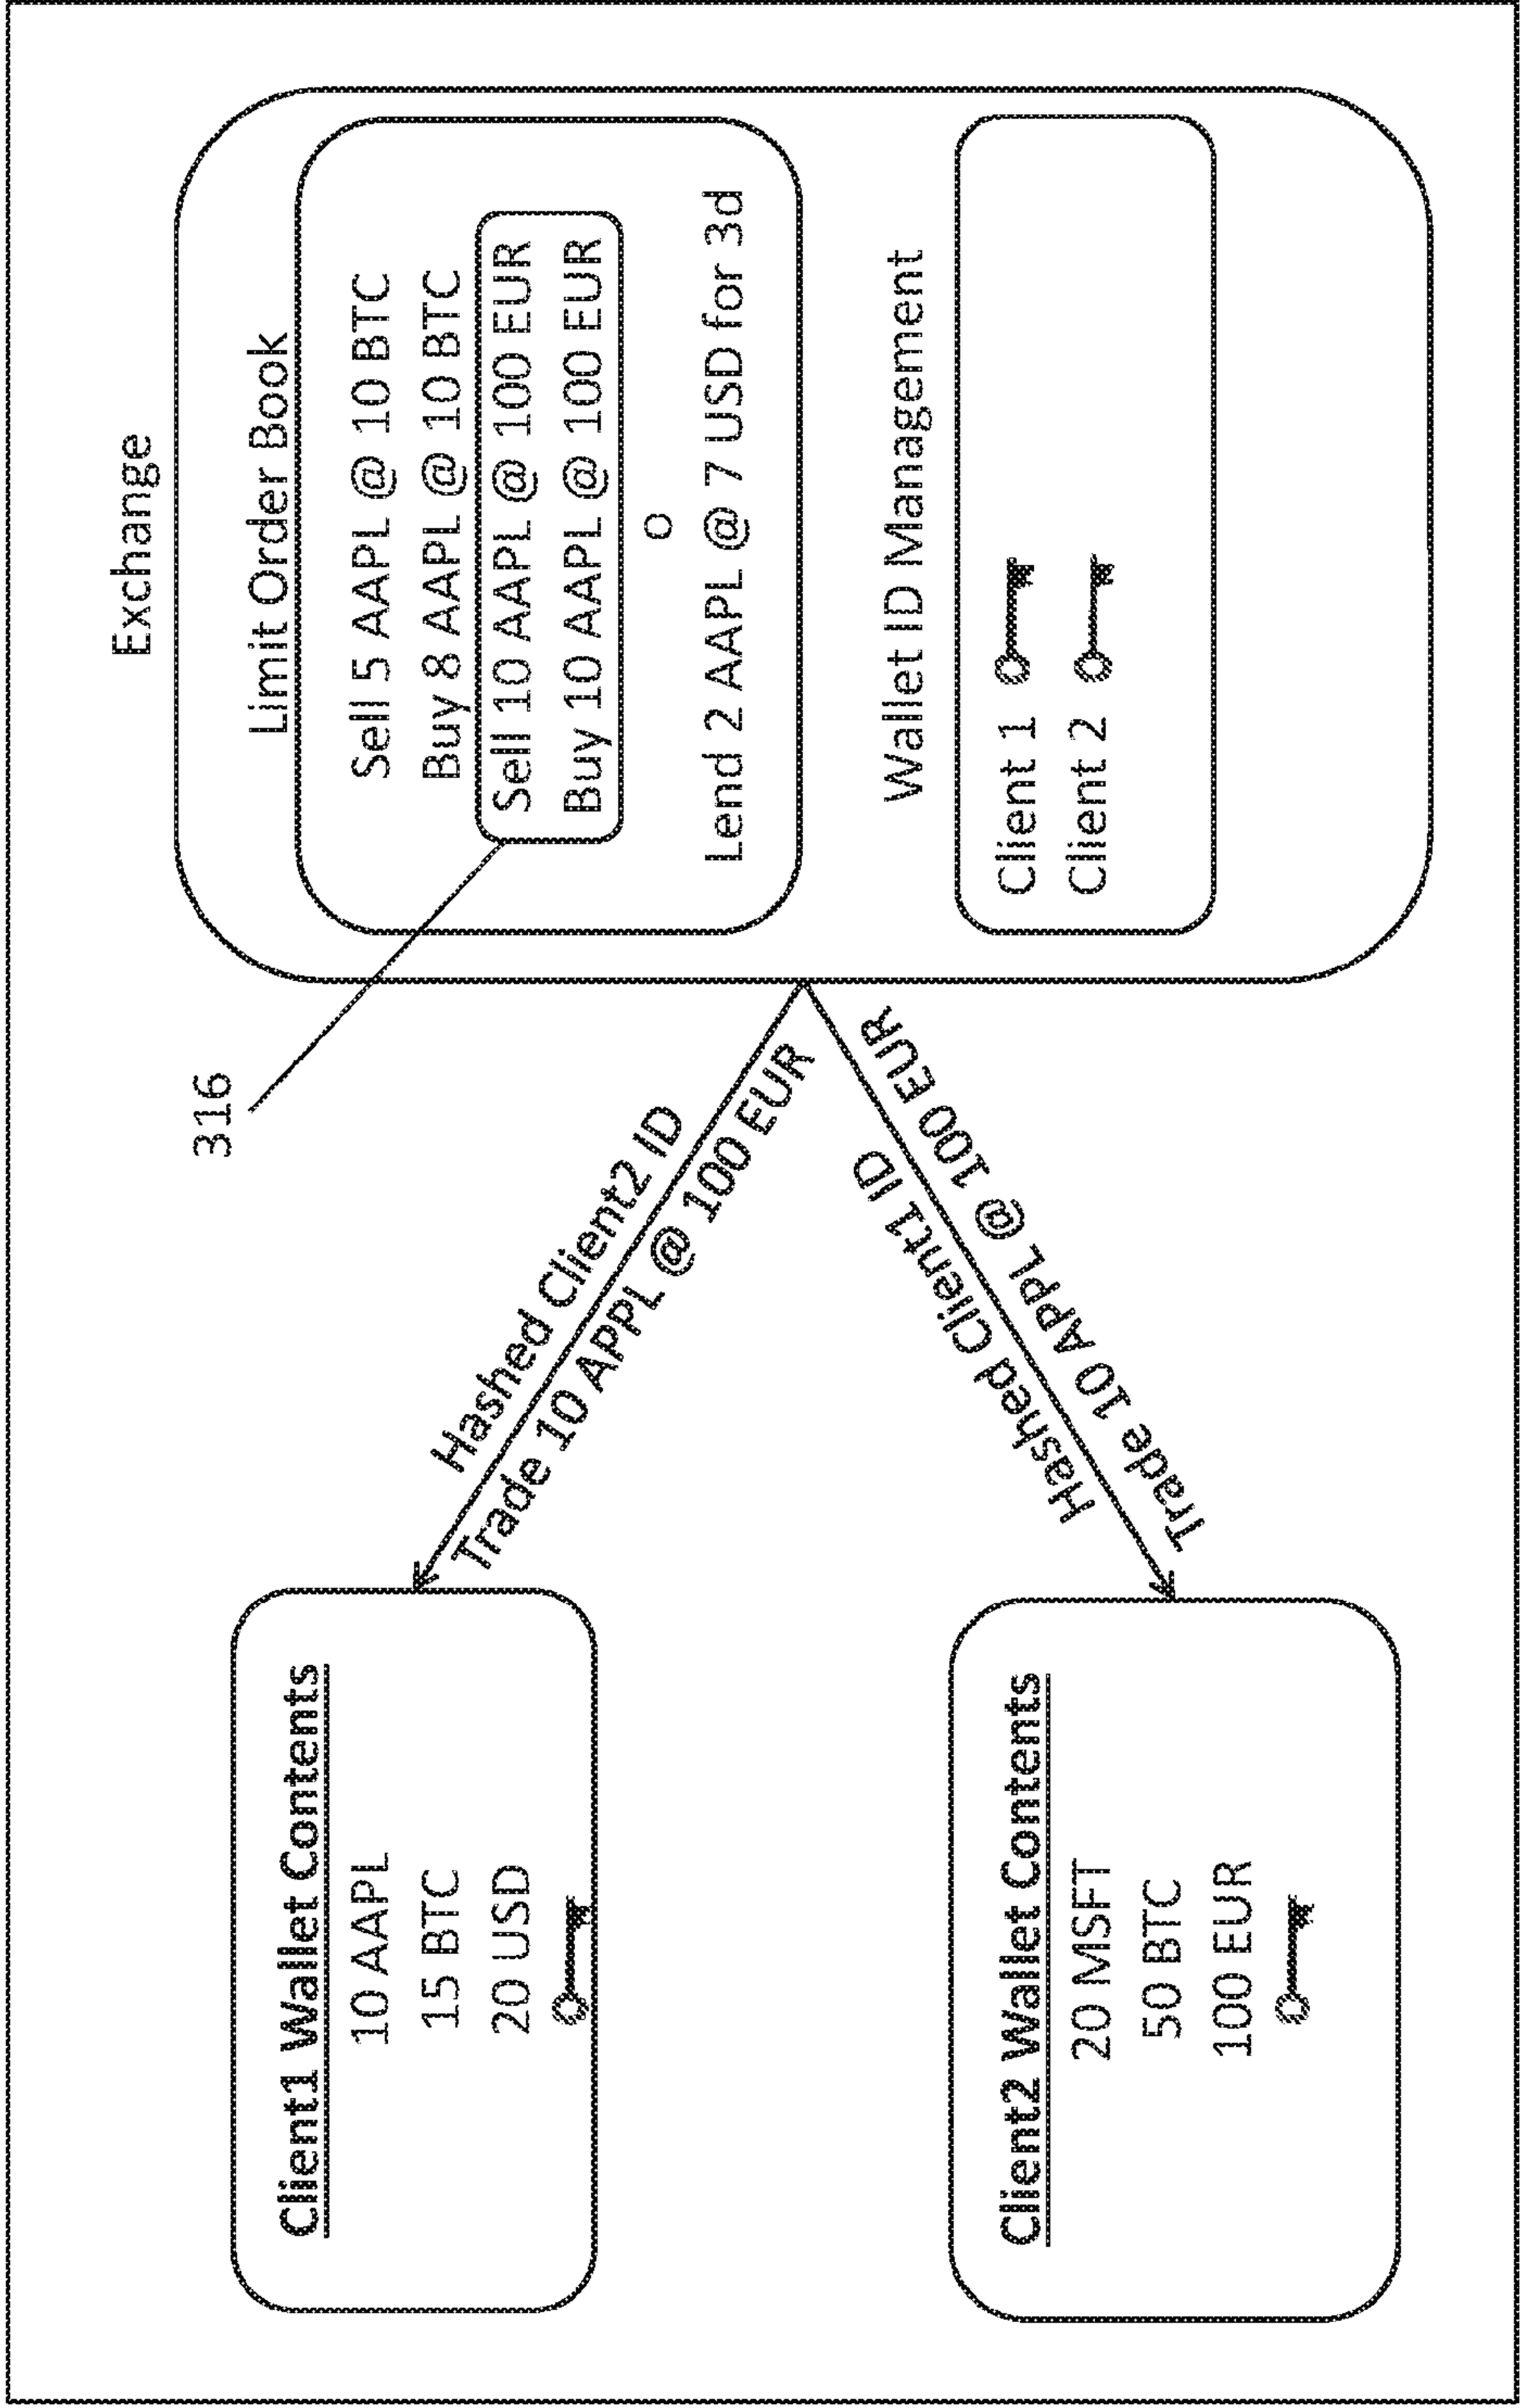 Exchange
Limit Order Book
Sell 5 AAPL @ 10 BTC
Buy 8 AAPL @ 10 BTC
Sell 10 AAPL @ 100 EUR
Buy 10 AAPL @ 100 EUR
O
Lend 2 AAPL @ 7 USD for 3d
Wallet ID Management
Client 1
Client 2
316
Hashed Client2 ID
Trade 10 APPL @ 100 EUR
Hashed Client1 ID
Trade 10 APPL @ 100 EUR
Client1 Wallet Contents
10 AAPL
15 BTC
20 USD
Client2 Wallet Contents
20 MSFT
50 BTC
100 EUR